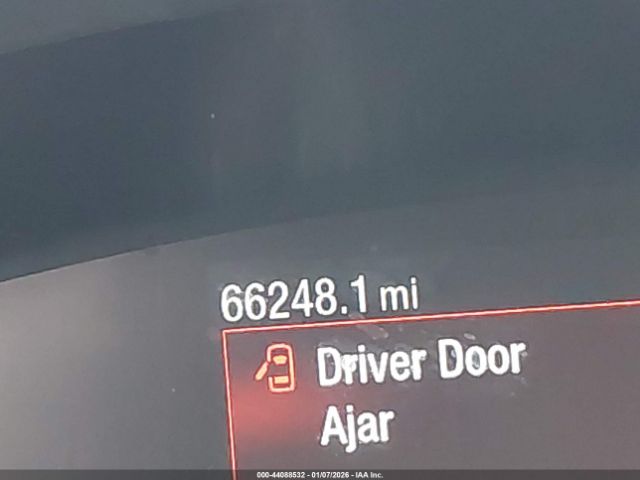 66248.1 mi
Driver Door
Ajar
000-44088532 - 01/07/2026 - IAA Inc.